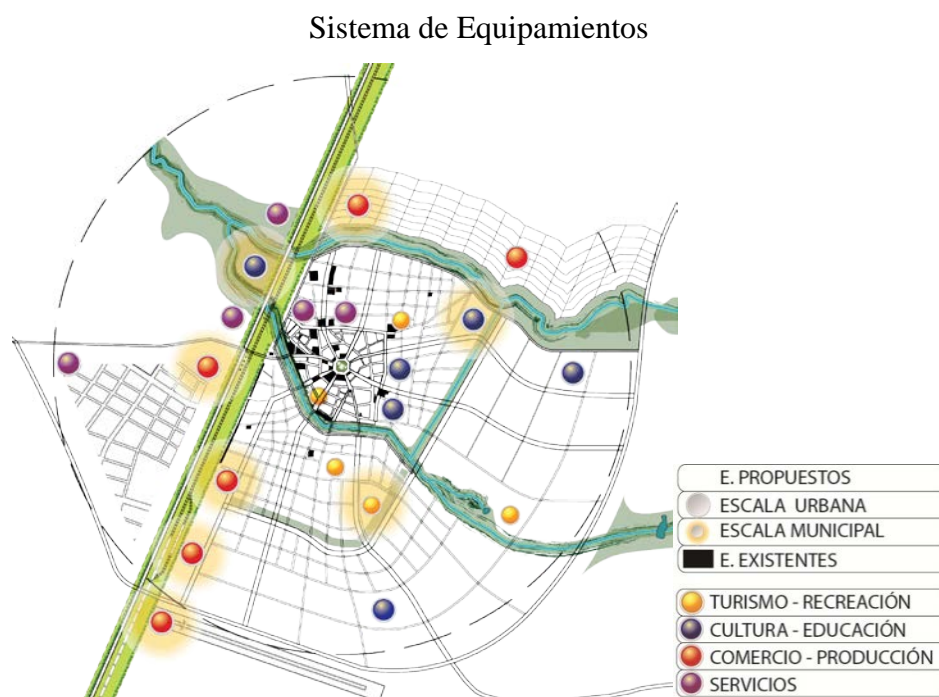 Sistema de Equipamientos
E. PROPUESTOS
ESCALA URBANA
ESCALA MUNICIPAL
E. EXISTENTES
TURISMO - RECREACIÓN
CULTURA - EDUCACIÓN
COMERCIO - PRODUCCIÓN
SERVICIOS